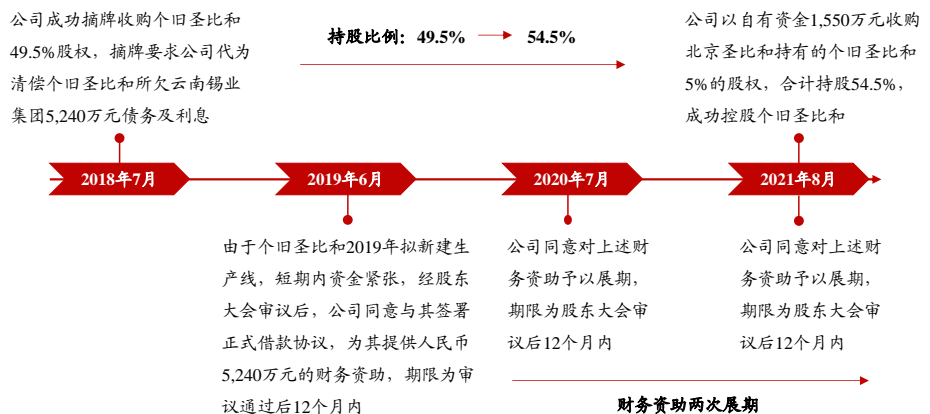 公司成功摘牌收购个旧圣比和
49.5%股权，摘牌要求公司代为
清偿个旧圣比和所欠云南锡业
集团5,240万元债务及利息
持股比例：49.5% 54.5%
公司以自有资金1,550万元收购
北京圣比和持有的个旧圣比和
5%的股权，合计持股54.5%，
成功控股个旧圣比和
2018年7月
2019年6月
2020年7月
2021年8月
由于个旧圣比和2019年拟新建生
产线，短期内资金紧张，经股东
大会审议后，公司同意与其签署
正式借款协议，为其提供人民币
5,240万元的财务资助，期限为审
议通过后12个月内
公司同意对上述财
务资助予以展期，
期限为股东大会审
议后12个月内
公司同意对上述财
务资助予以展期，
期限为股东大会审
议后12个月内
财务资助两次展期